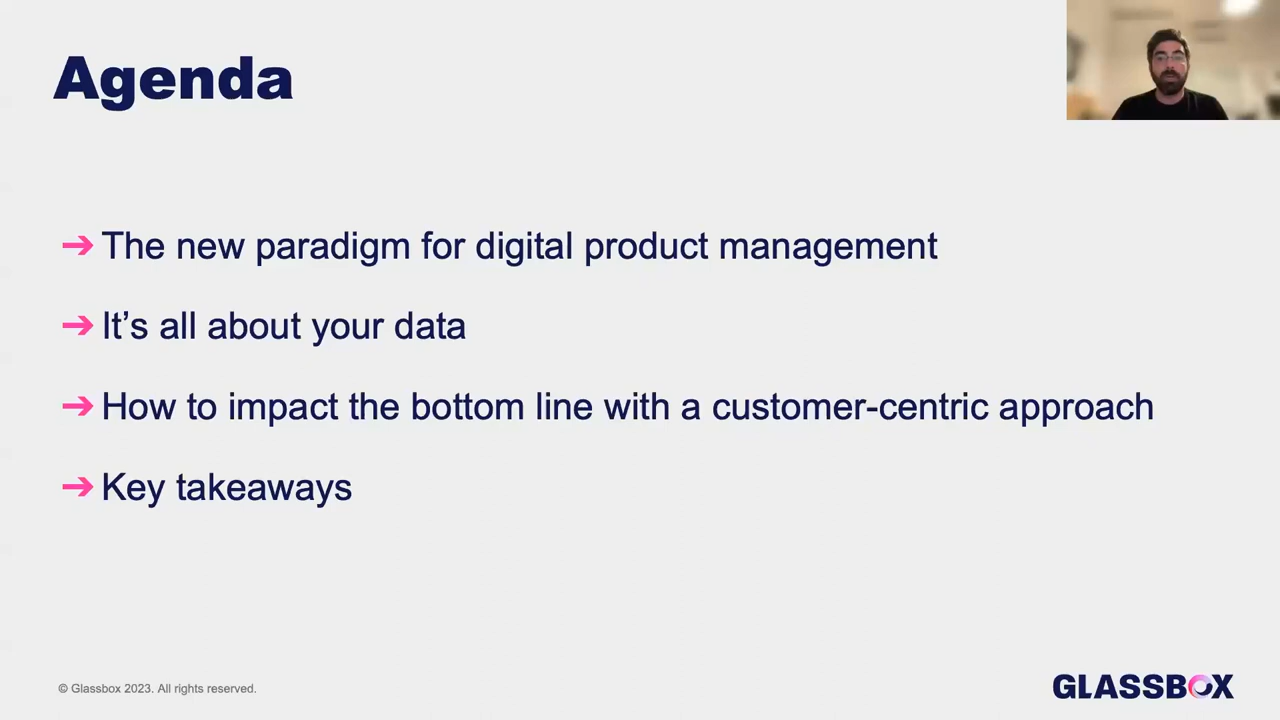 Agenda
➔ The new paradigm for digital product management
➔ It’s all about your data
➔ How to impact the bottom line with a customer-centric approach
➔ Key takeaways
© Glassbox 2023. All rights reserved.
GLASSBOX